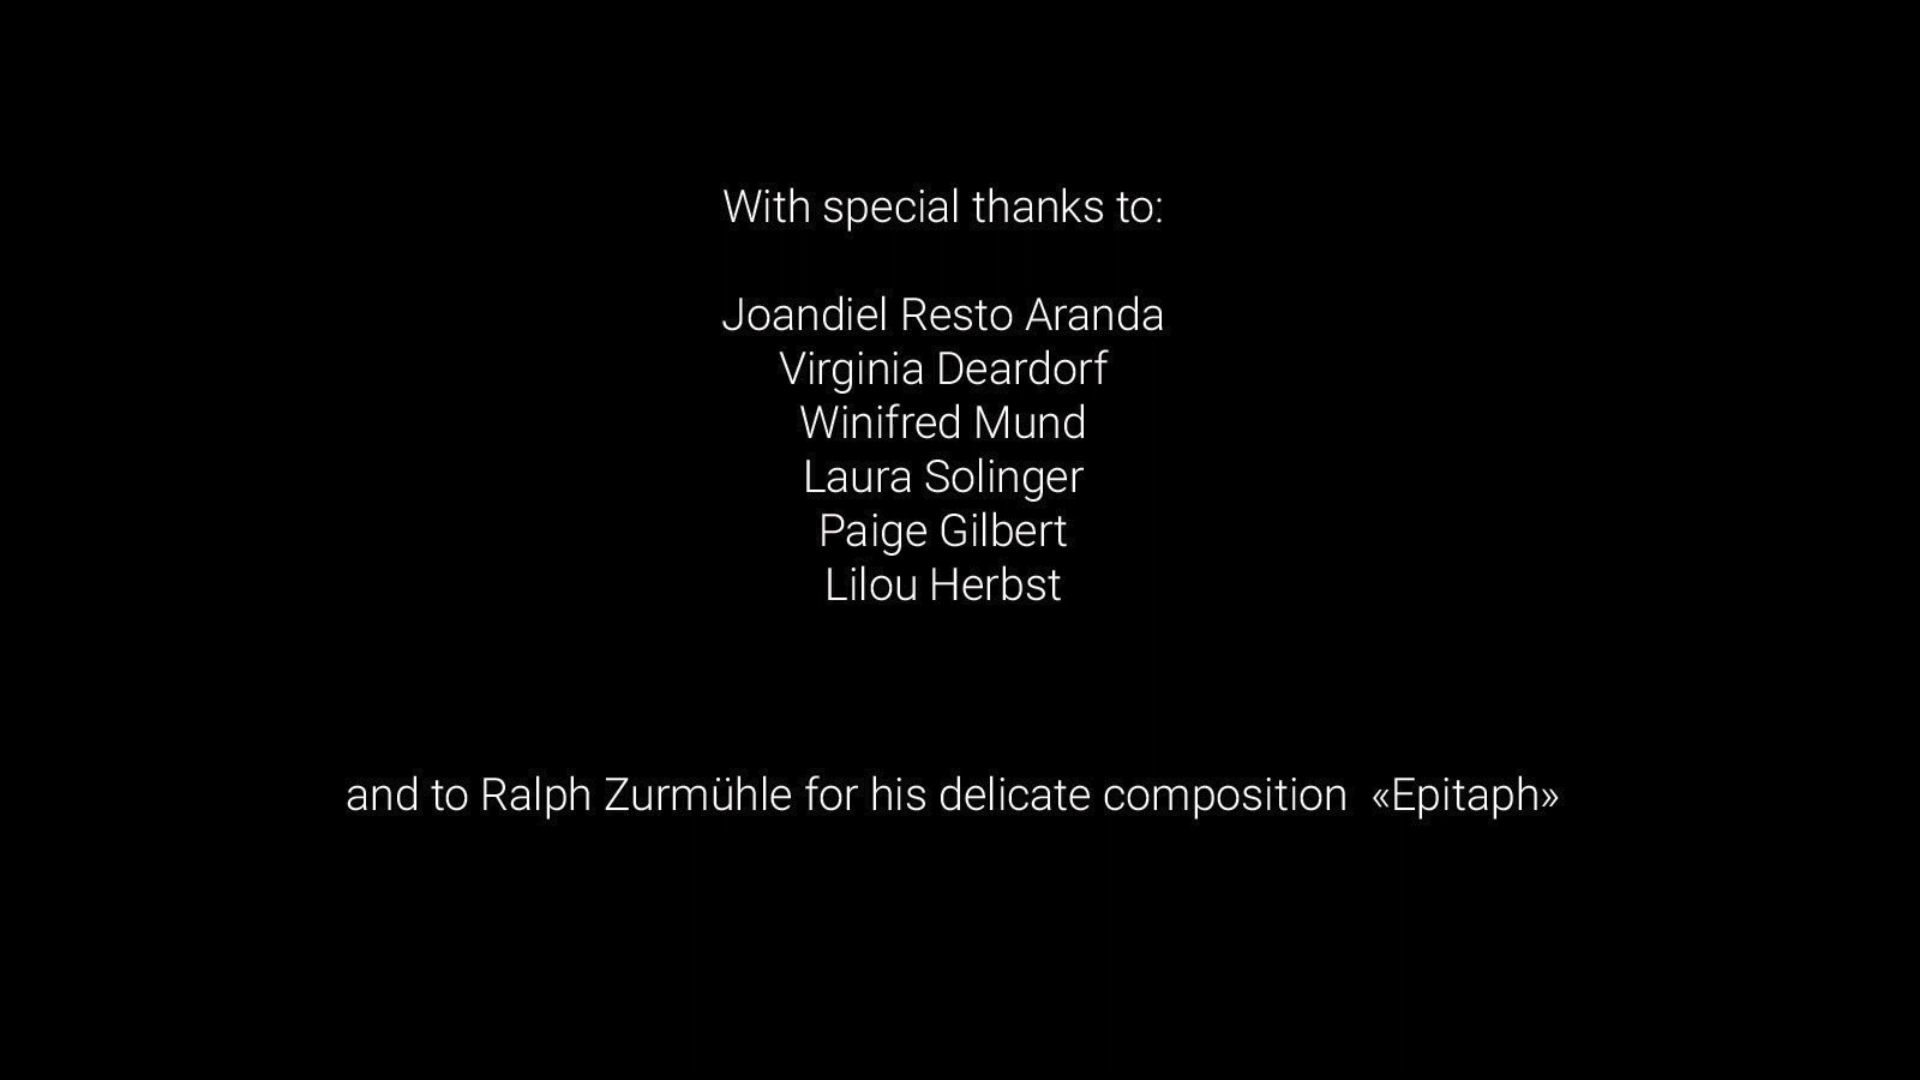 With special thanks to:
Joandiel Resto Aranda
Virginia Deardorf
Winifred Mund
Laura Solinger
Paige Gilbert
Lilou Herbst
and to Ralph Zurmühle for his delicate composition  «Epitaph»